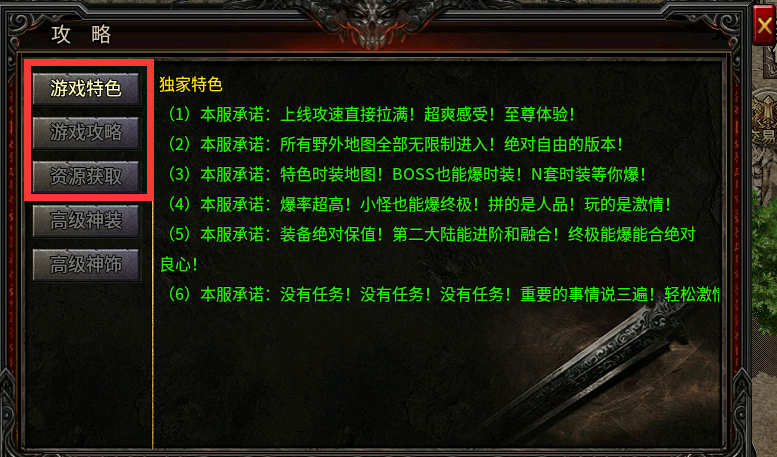 攻 略
游戏特色
游戏攻略
资源获取
高级神装
高级神饰
独家特色
（1）本服承诺：上线攻速直接拉满！超爽感受！至尊体验！
（2）本服承诺：所有野外地图全部无限制进入！绝对自由的版本！
（3）本服承诺：特色时装地图！BOSS也能爆时装！N套时装等你爆！
（4）本服承诺：爆率超高！小怪也能爆终极！拼的是人品！玩的是激情！
（5）本服承诺：装备绝对保值！第二大陆能进阶和融合！终极能爆能合绝对
良心！
（6）本服承诺：没有任务！没有任务！没有任务！重要的事情说三遍！轻松激情
交易